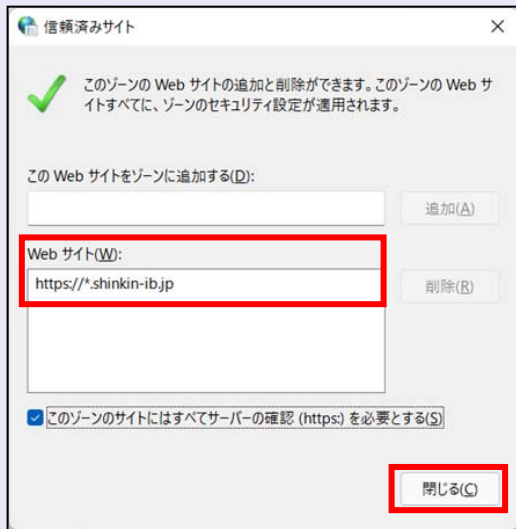 信頼済みサイト
このゾーンの Web サイトの追加と削除ができます。このゾーンの Web サ
イトすべてに、ゾーンのセキュリティ設定が適用されます。
この Web サイトをゾーンに追加する(D):
追加(A)
Web サイト(W):
https://*.shinkin-ib.jp
削除(R)
このゾーンのサイトにはすべてサーバーの確認 (https:) を必要とする(S)
閉じる(C)